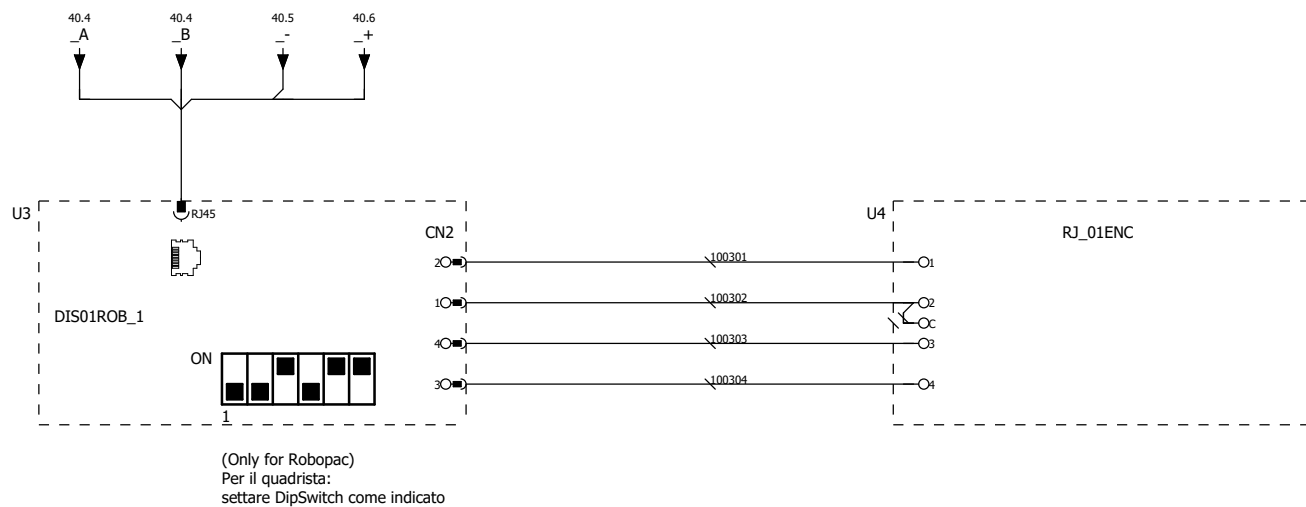 40.4 40.4 40.5 40.6
_A _B _- _+
U3 RJ45 U4
CN2 RJ_01ENC
2 100301 1
1 100302 2
DIS01ROB_1 C
4 100303 3
ON
3 100304 4
1
(Only for Robopac)
Per il quadrista:
settare DipSwitch come indicato